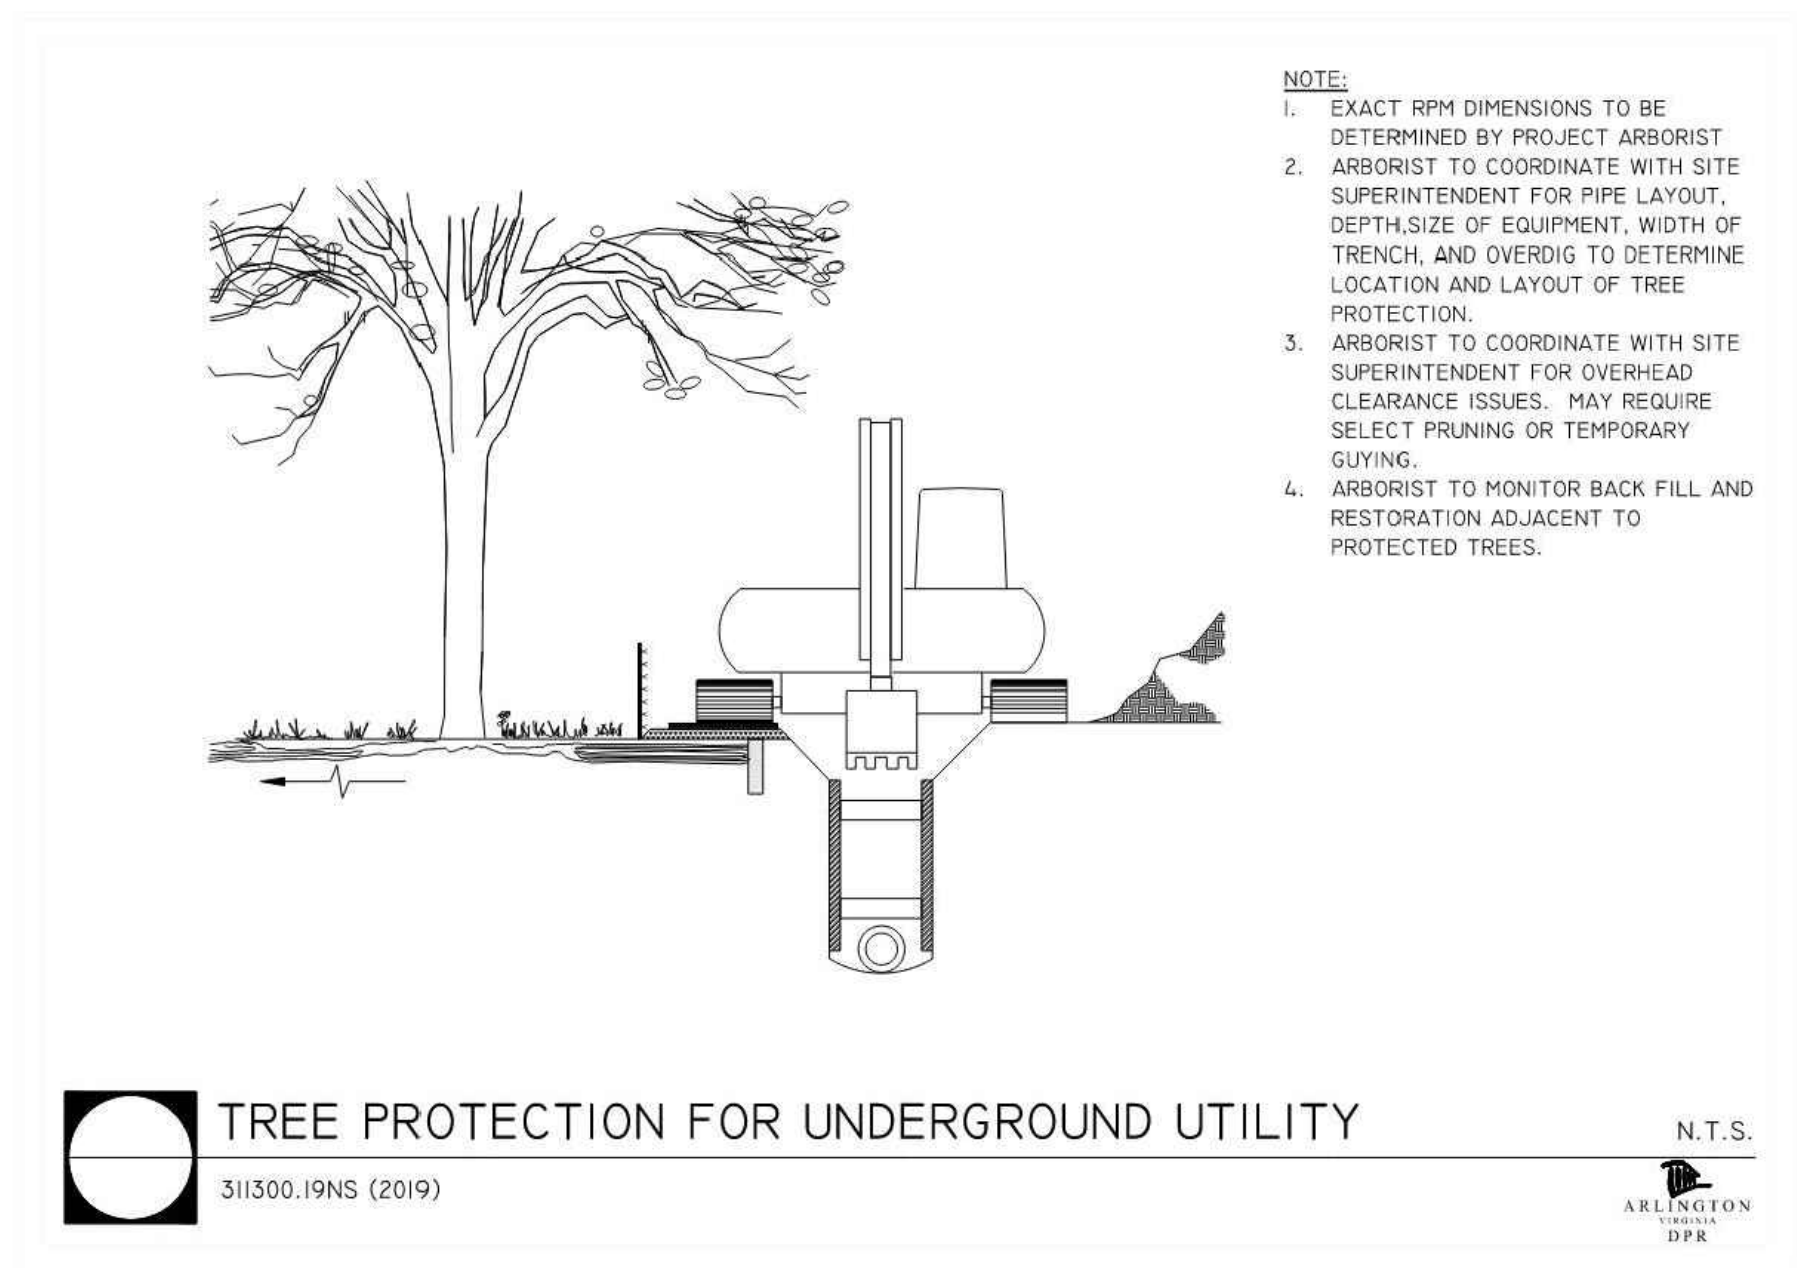 NOTE:
1. EXACT RPM DIMENSIONS TO BE
DETERMINED BY PROJECT ARBORIST
2. ARBORIST TO COORDINATE WITH SITE
SUPERINTENDENT FOR PIPE LAYOUT,
DEPTH,SIZE OF EQUIPMENT, WIDTH OF
TRENCH, AND OVERDIG TO DETERMINE
LOCATION AND LAYOUT OF TREE
PROTECTION.
3. ARBORIST TO COORDINATE WITH SITE
SUPERINTENDENT FOR OVERHEAD
CLEARANCE ISSUES. MAY REQUIRE
SELECT PRUNING OR TEMPORARY
GUYING.
4. ARBORIST TO MONITOR BACK FILL AND
RESTORATION ADJACENT TO
PROTECTED TREES.
TREE PROTECTION FOR UNDERGROUND UTILITY
N.T.S.
311300.19NS (2019)
ARLINGTON
VIRGINIA
DPR